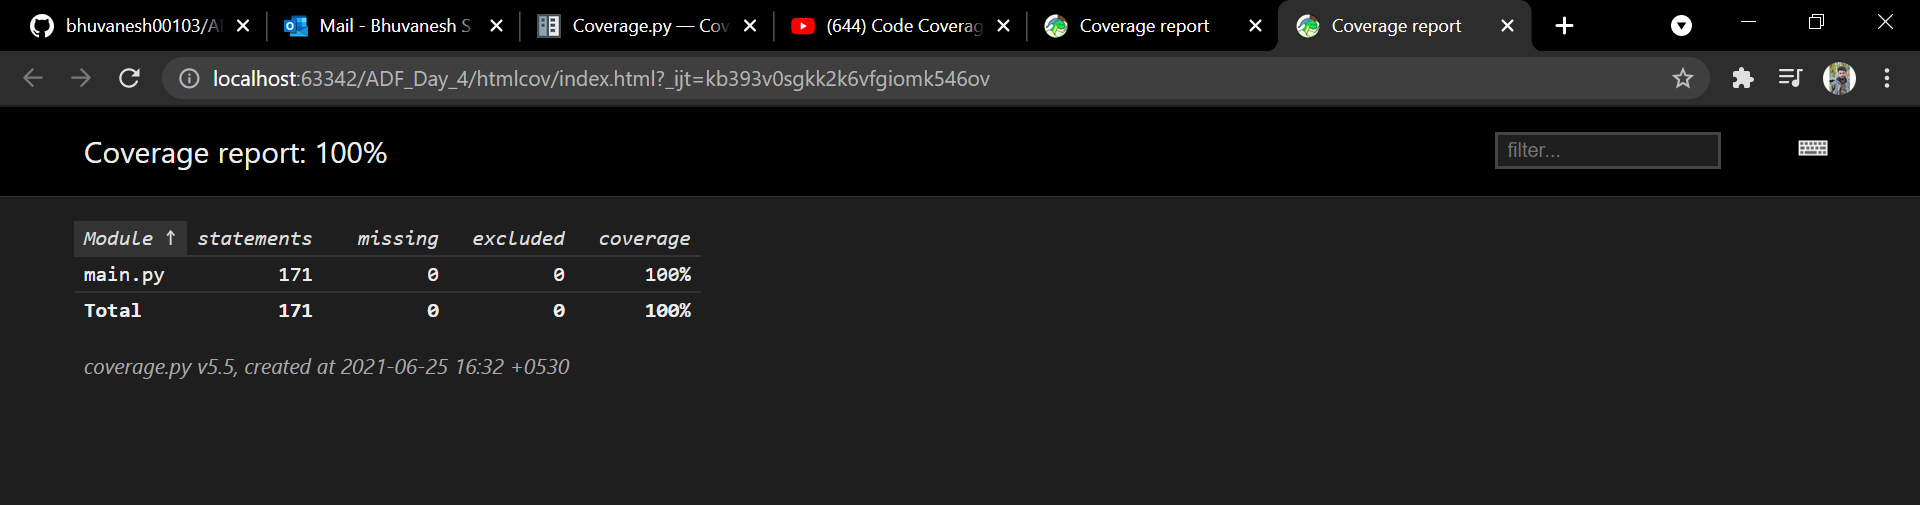 bhuvanesh00103/A
Mail - Bhuvanesh S
Coverage.py — Cov
(644) Code Coverag
Coverage report
Coverage report
localhost:63342/ADF_Day_4/htmlcov/index.html?_ijt=kb393v0sgkk2k6vfgiomk546ov
Coverage report: 100%
filter...
Module ↑ statements missing excluded coverage
main.py 171 0 0 100%
Total 171 0 0 100%
coverage.py v5.5, created at 2021-06-25 16:32 +0530